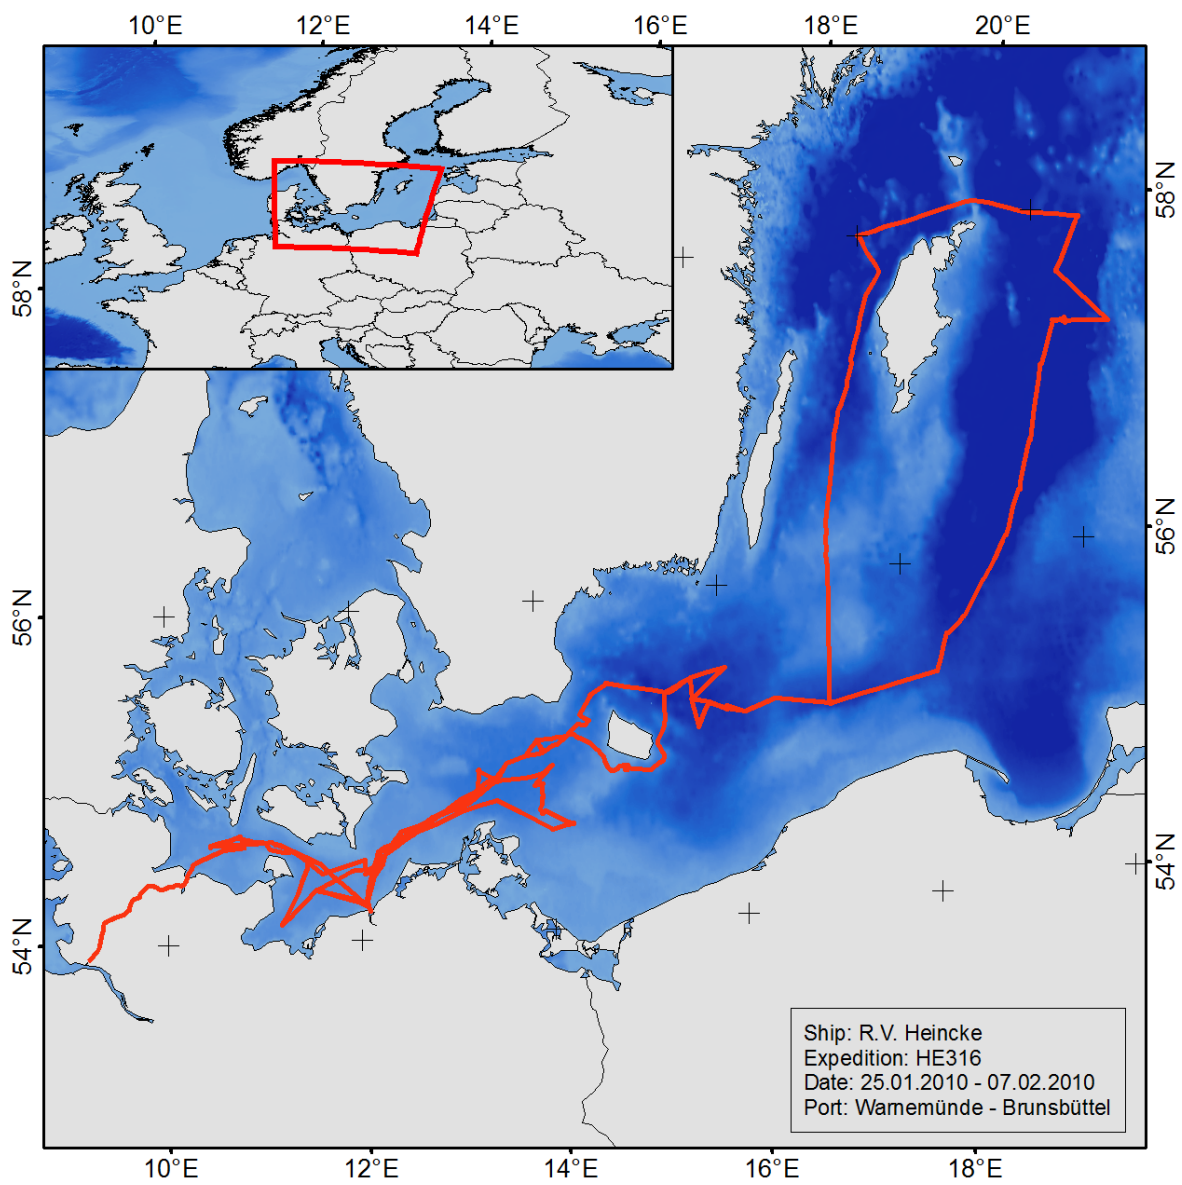 10°E 12°E 14°E 16°E 18°E 20°E
58°N
58°N
56°N
56°N
54°N
54°N
Ship: R.V. Heincke
Expedition: HE316
Date: 25.01.2010 - 07.02.2010
Port: Warnemünde - Brunsbüttel
10°E 12°E 14°E 16°E 18°E